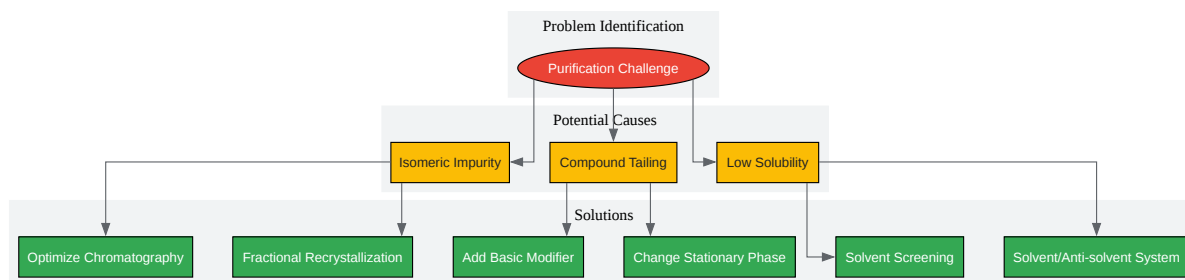 Problem Identification
Purification Challenge
Potential Causes
Isomeric Impurity
Compound Tailing
Low Solubility
Solutions
Optimize Chromatography
Fractional Recrystallization
Add Basic Modifier
Change Stationary Phase
Solvent Screening
Solvent/Anti-solvent System